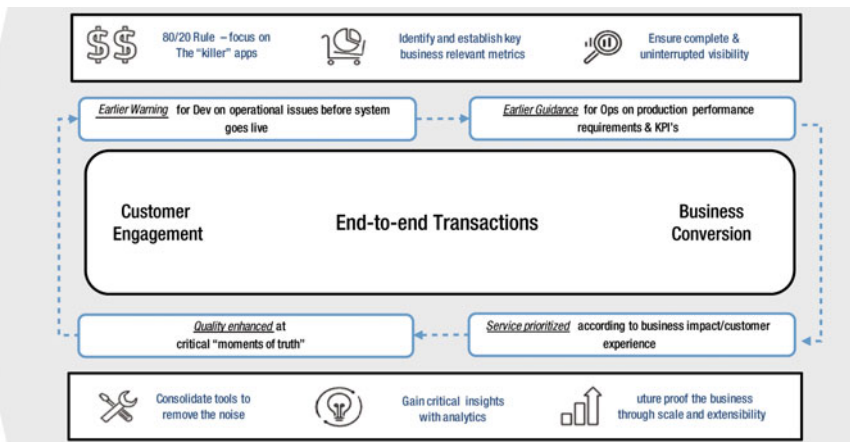 $$
80/20 Rule – focus on
The "killer" apps
Identify and establish key
business relevant metrics
Ensure complete &
uninterrupted visibility
Earlier Warning for Dev on operational issues before system
goes live
Earlier Guidance for Ops on production performance
requirements & KPI's
Customer
Engagement
End-to-end Transactions
Business
Conversion
Quality enhanced at
critical "moments of truth"
Service prioritized according to business impact/customer
experience
Consolidate tools to
remove the noise
Gain critical insights
with analytics
uture proof the business
through scale and extensibility